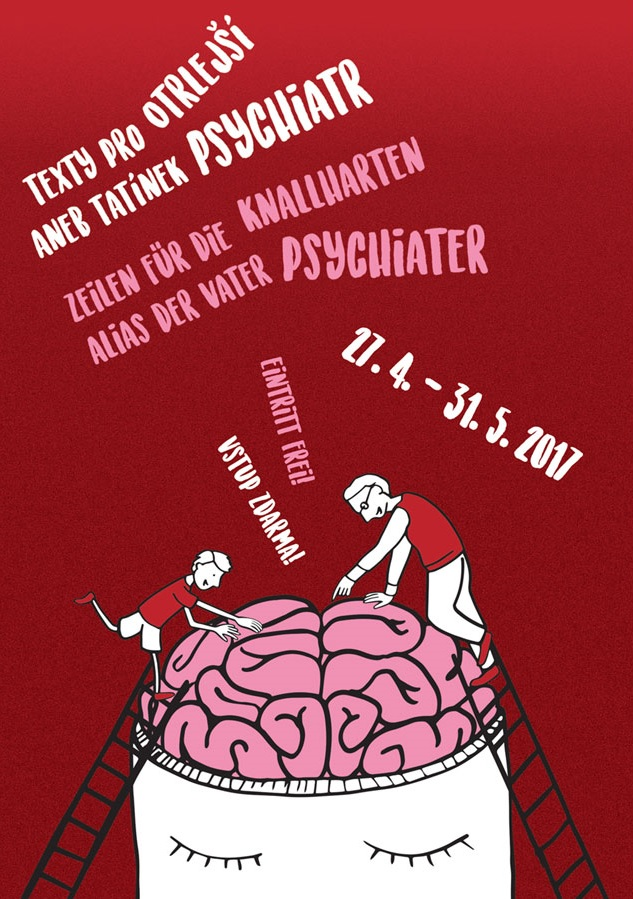 TEXTY PRO OTRLEJŠÍ
ANEB TATÍNEK PSYCHiATR
ZEiLEN FÜR DiE KNALLHARTEN
ALiAS DER VATER PSYCHiATER
27. 4. – 31. 5. 2017
EiNTRiTT FREi!
VSTUP ZDARMA!